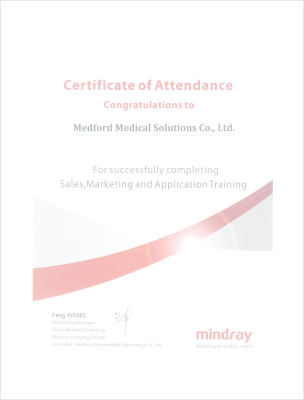 Certificate of Attendance
Congratulations to
Medford Medical Solutions Co., Ltd.
For successfully completing
Sales,Marketing and Application Training
Feng WANG
Marketing Manager
International Marketing
Medical Imaging System
Shenzhen Mindray Bio-medical Electronics Co.,ltd.
mindray
healthcare within reach